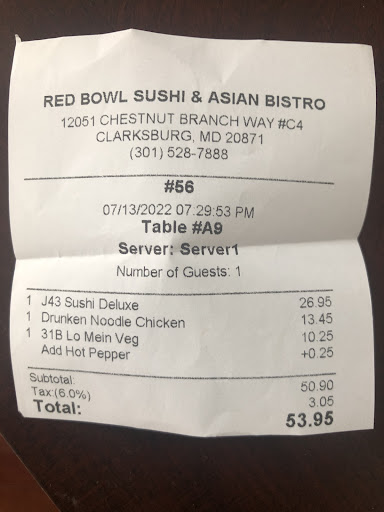 RED BOWL SUSHI & ASIAN BISTRO
12051 CHESTNUT BRANCH WAY #C4
CLARKSBURG, MD 20871
(301) 528-7888
#56
07/13/2022 07:29:53 PM
Table #A9
Server: Server1
Number of Guests: 1
1 J43 Sushi Deluxe 26.95
1 Drunken Noodle Chicken 13.45
1 31B Lo Mein Veg 10.25
Add Hot Pepper +0.25
Subtotal: 50.90
Tax:(6.0%) 3.05
Total: 53.95